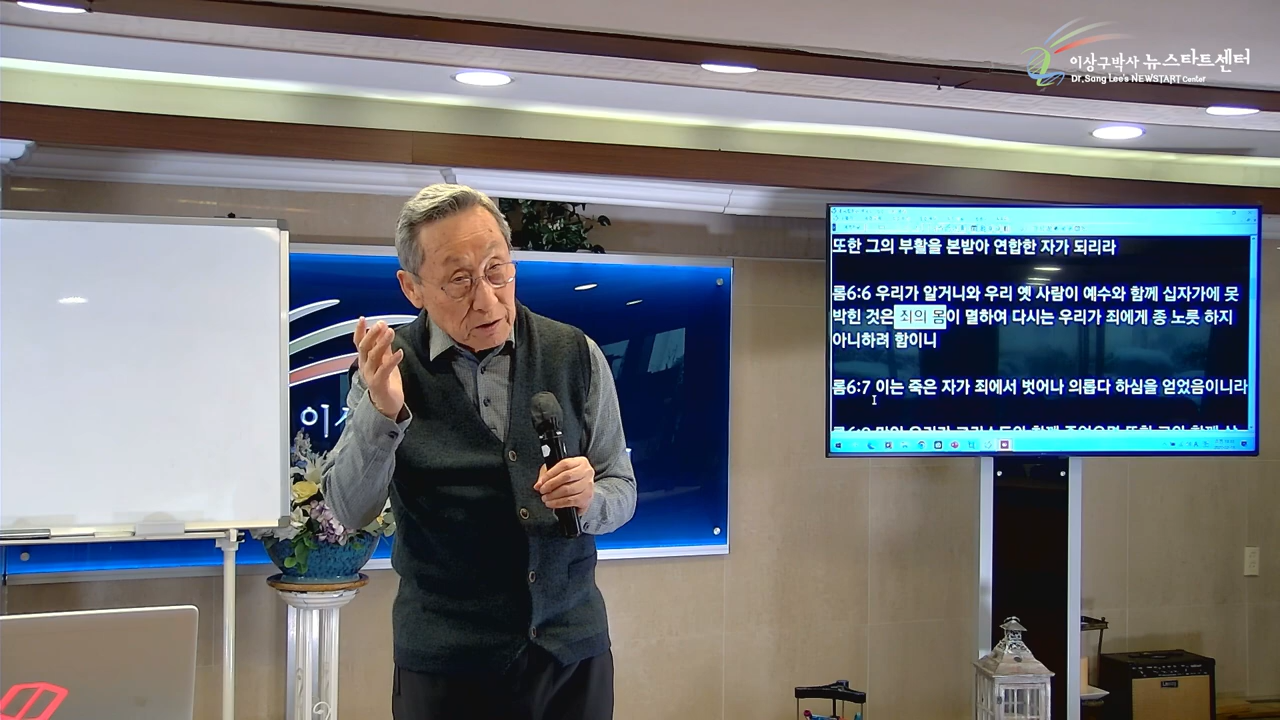 이상구박사 뉴스타트센터
Dr.Sang Lee's NEWSTART Center
또한 그의 부활을 본받아 연합한 자가 되리라
롬6:6 우리가 알거니와 우리 옛 사람이 예수와 함께 십자가에 못
박힌 것은 죄의 몸이 멸하여 다시는 우리가 죄에게 종 노릇 하지
아니하려 함이니
롬6:7 이는 죽은 자가 죄에서 벗어나 의롭다 하심을 얻었음이니라
이